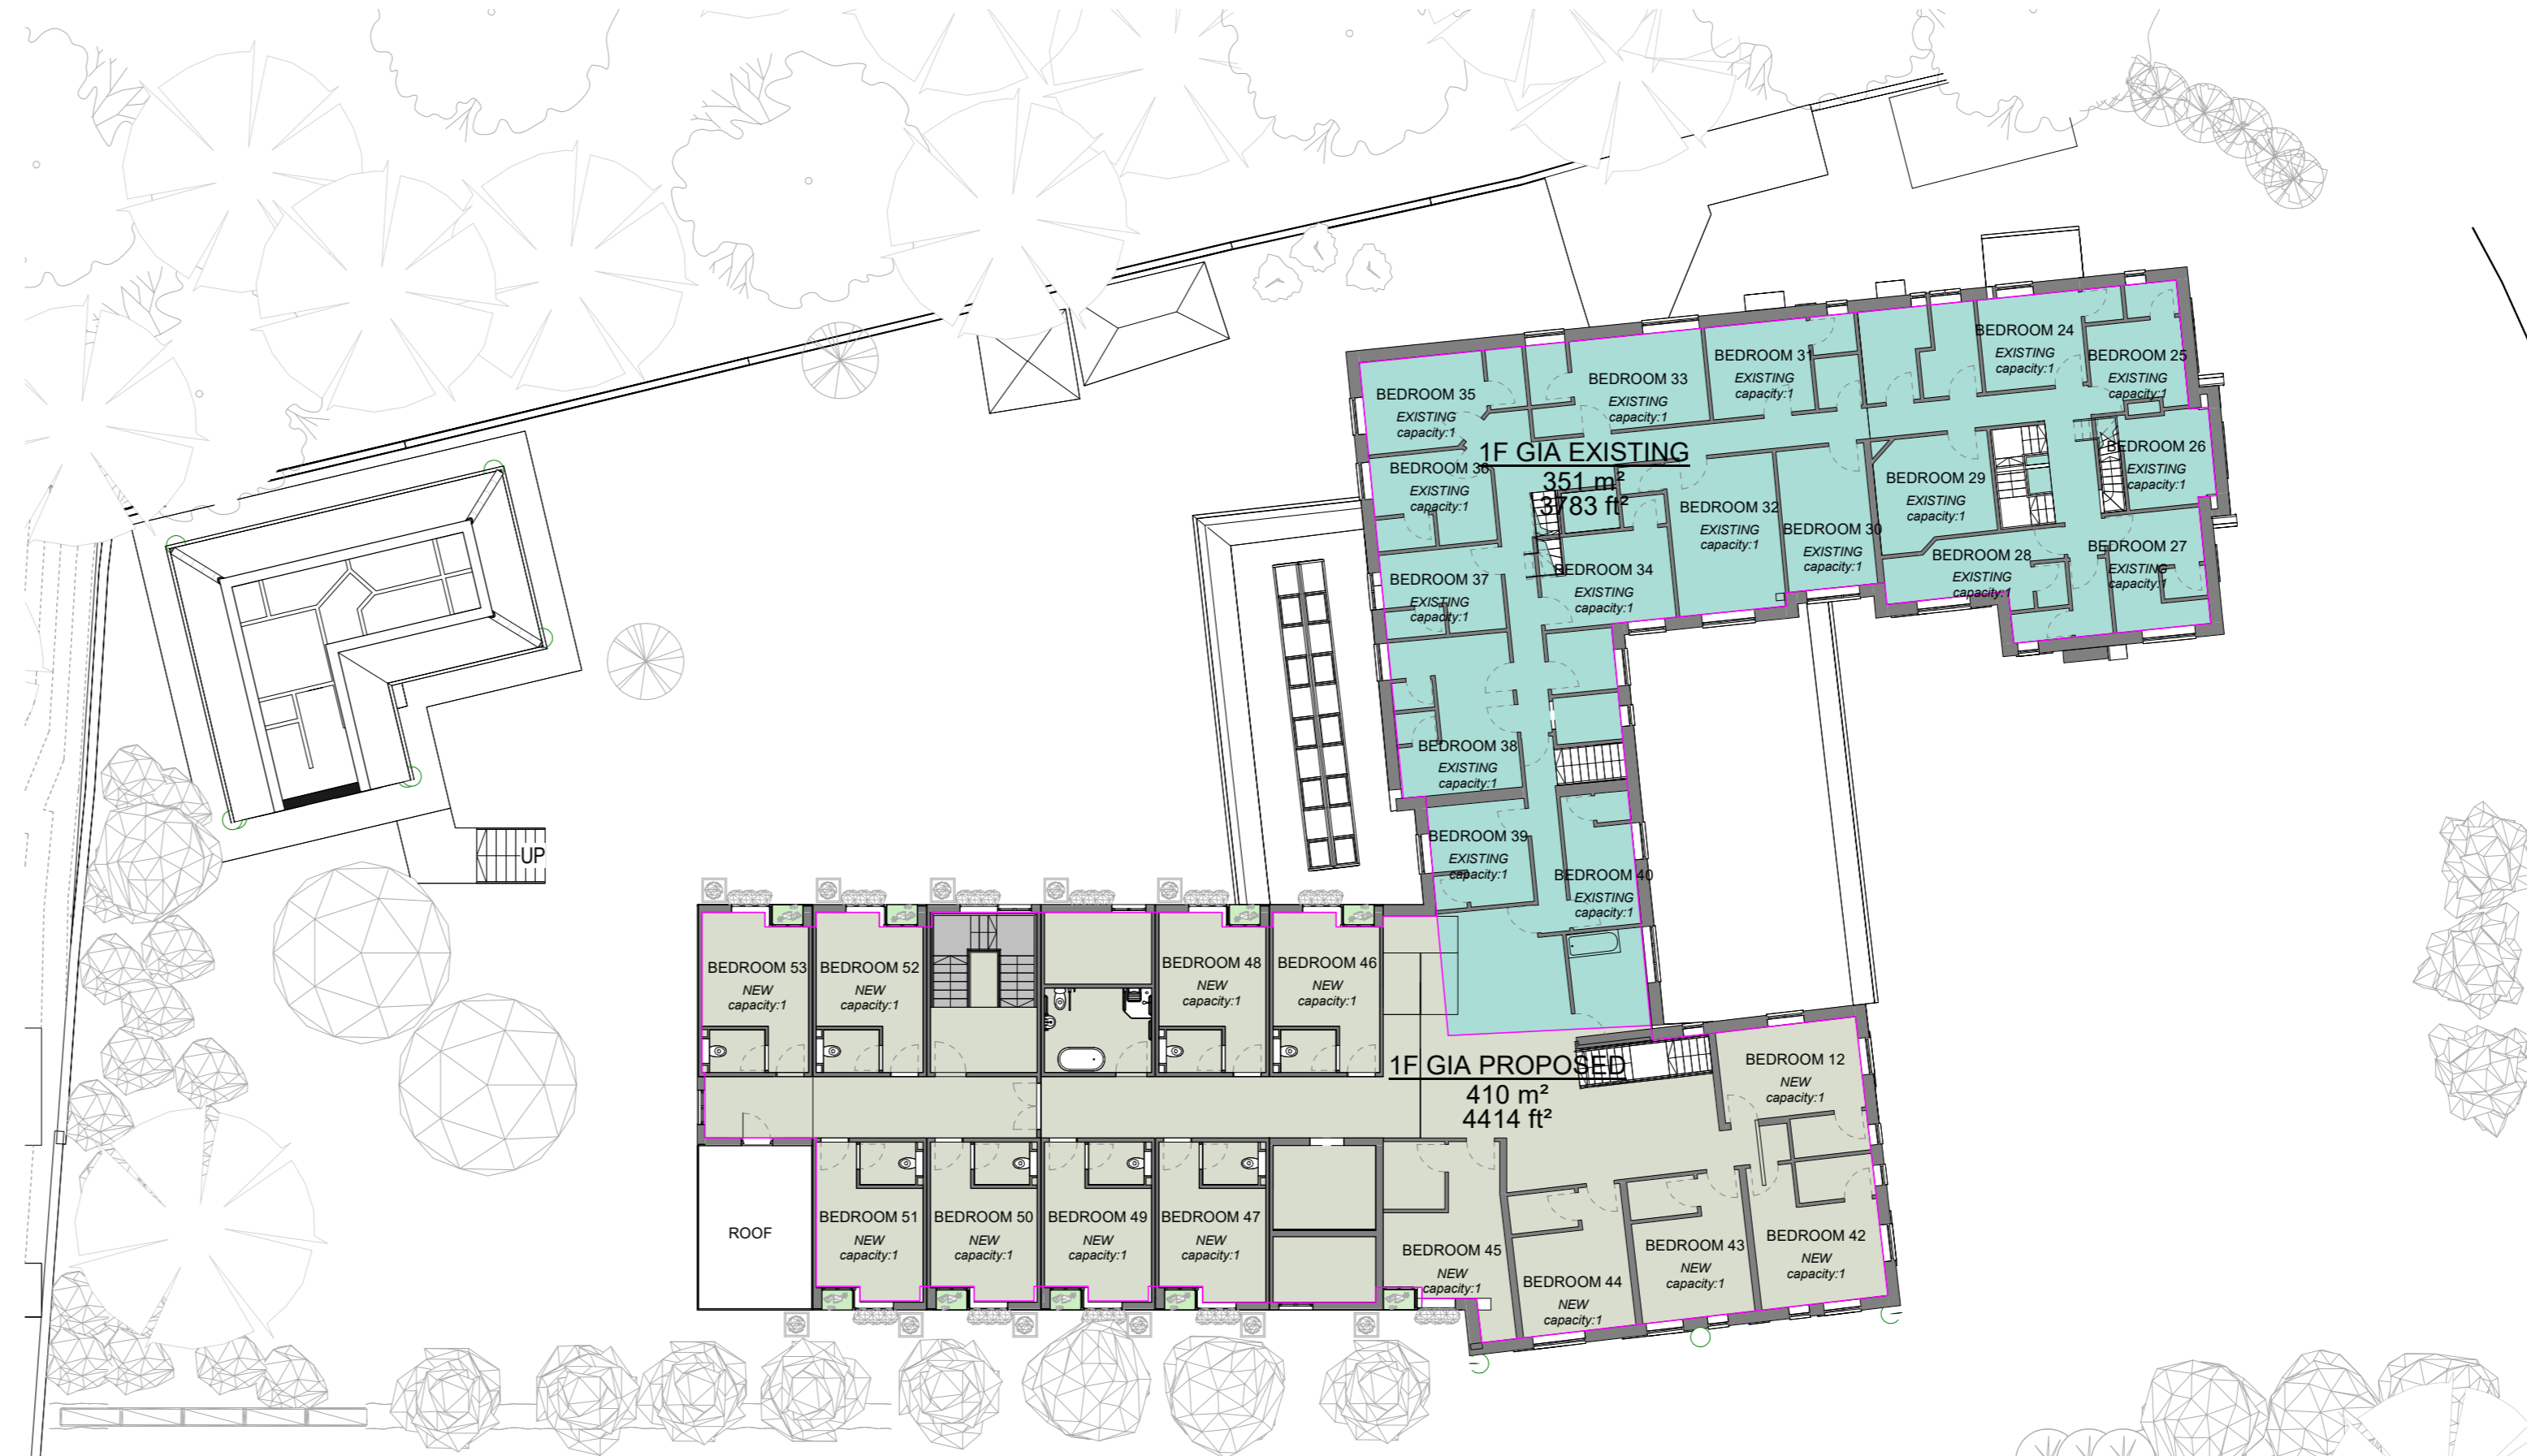 BEDROOM 24
EXISTING
capacity:1
BEDROOM 25
EXISTING
capacity:1
BEDROOM 31
EXISTING
capacity:1
BEDROOM 33
EXISTING
capacity:1
BEDROOM 35
EXISTING
capacity:1
1F GIA EXISTING
351 m²
3783 ft²
BEDROOM 26
EXISTING
capacity:1
BEDROOM 36
EXISTING
capacity:1
BEDROOM 29
EXISTING
capacity:1
BEDROOM 32
EXISTING
capacity:1
BEDROOM 30
EXISTING
capacity:1
BEDROOM 28
EXISTING
capacity:1
BEDROOM 27
EXISTING
capacity:1
BEDROOM 37
EXISTING
capacity:1
BEDROOM 34
EXISTING
capacity:1
BEDROOM 38
EXISTING
capacity:1
BEDROOM 39
EXISTING
capacity:1
BEDROOM 40
EXISTING
capacity:1
UP
BEDROOM 53
NEW
capacity:1
BEDROOM 52
NEW
capacity:1
BEDROOM 48
NEW
capacity:1
BEDROOM 46
NEW
capacity:1
1F GIA PROPOSED
410 m²
4414 ft²
BEDROOM 12
NEW
capacity:1
ROOF
BEDROOM 51
NEW
capacity:1
BEDROOM 50
NEW
capacity:1
BEDROOM 49
NEW
capacity:1
BEDROOM 47
NEW
capacity:1
BEDROOM 45
NEW
capacity:1
BEDROOM 44
NEW
capacity:1
BEDROOM 43
NEW
capacity:1
BEDROOM 42
NEW
capacity:1